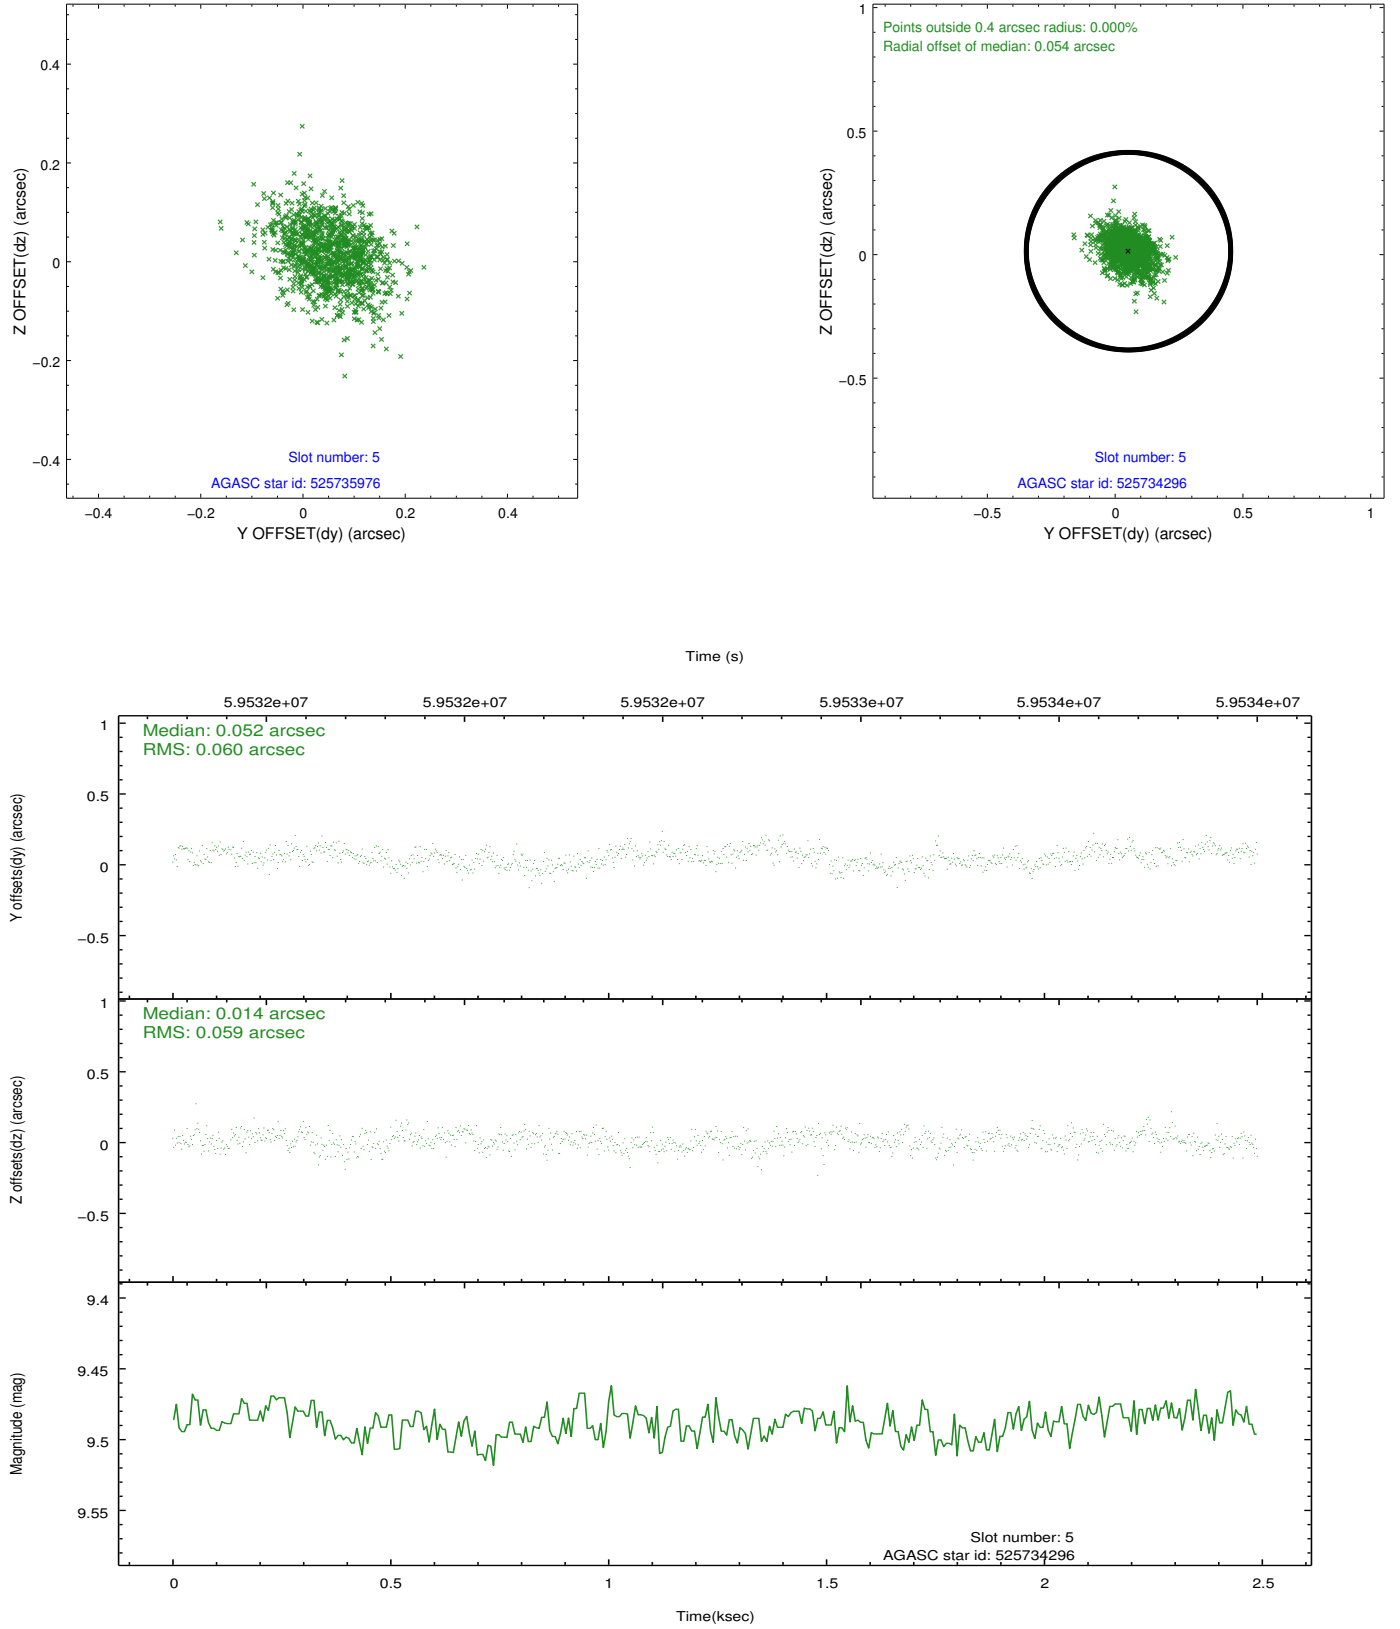 0.4
0.2
0
−0.2
−0.4
Z OFFSET(dz) (arcsec)
Slot number: 5
AGASC star id: 525735976
−0.4 −0.2 0 0.2 0.4
Y OFFSET(dy) (arcsec)
Points outside 0.4 arcsec radius: 0.000%
Radial offset of median: 0.054 arcsec
1
0.5
0
−0.5
Z OFFSET(dz) (arcsec)
Slot number: 5
AGASC star id: 525734296
−0.5 0 0.5 1
Y OFFSET(dy) (arcsec)
Time (s)
5.9532e+07 5.9532e+07 5.9532e+07 5.9533e+07 5.9534e+07 5.9534e+07
Median: 0.052 arcsec
RMS: 0.060 arcsec
1
0.5
0
−0.5
Y offsets(dy) (arcsec)
Median: 0.014 arcsec
RMS: 0.059 arcsec
1
0.5
0
−0.5
Z offsets(dz) (arcsec)
9.4
9.45
9.5
9.55
Magnitude (mag)
Slot number: 5
AGASC star id: 525734296
0 0.5 1 1.5 2 2.5
Time(ksec)